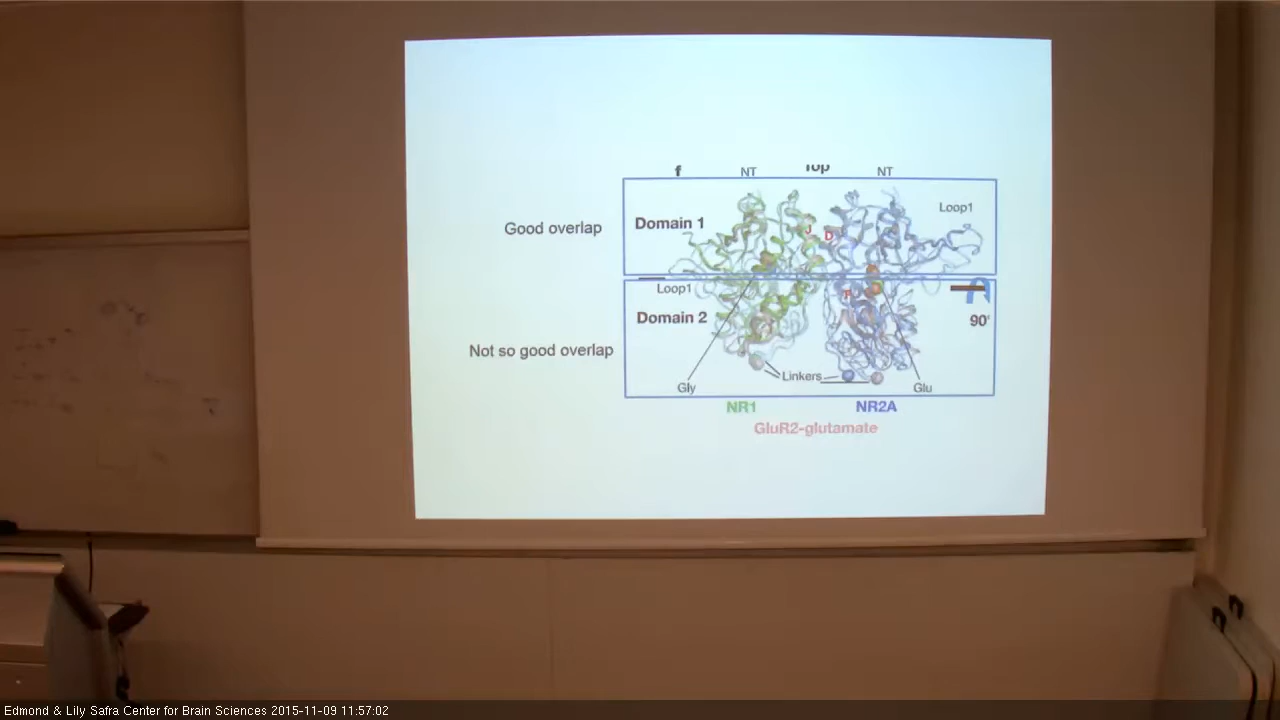 f NT Top NT
Loop1
Good overlap
Domain 1
J D
Loop1
F
Domain 2
90°
Not so good overlap
Linkers
Gly
Glu
NR1
NR2A
GluR2-glutamate
Edmond & Lily Safra Center for Brain Sciences 2015-11-09 11:57:02